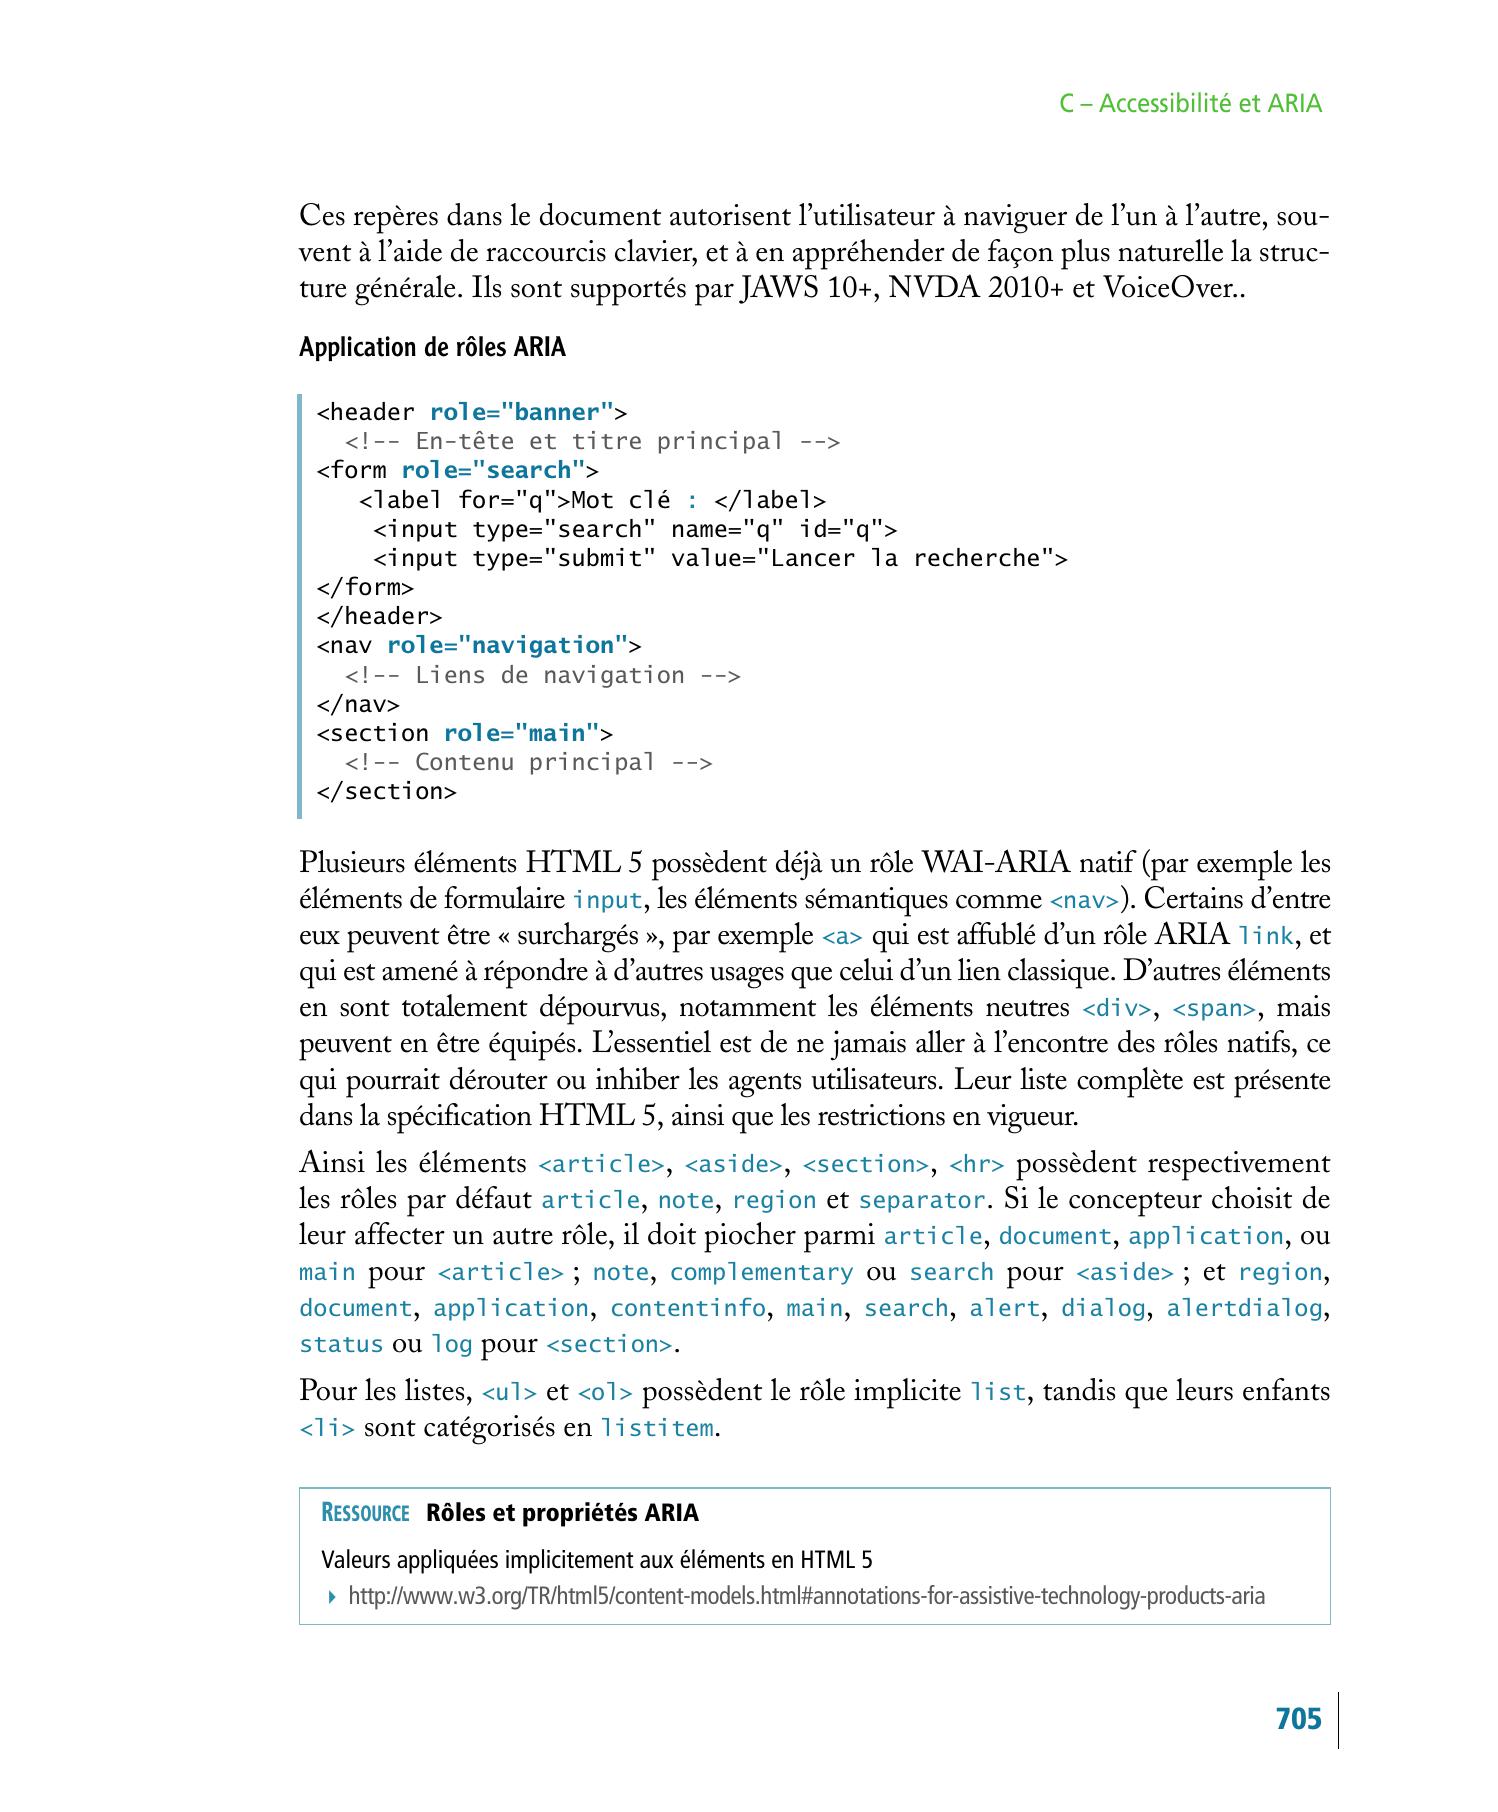 C – Accessibilité et ARIA
Ces repères dans le document autorisent l’utilisateur à naviguer de l’un à l’autre, sou-
vent à l’aide de raccourcis clavier, et à en appréhender de façon plus naturelle la struc-
ture générale. Ils sont supportés par JAWS 10+, NVDA 2010+ et VoiceOver..
Application de rôles ARIA
<header role="banner">
  <!-- En-tête et titre principal -->
<form role="search">
   <label for="q">Mot clé : </label>
    <input type="search" name="q" id="q">
    <input type="submit" value="Lancer la recherche">
</form>
</header>
<nav role="navigation">
  <!-- Liens de navigation -->
</nav>
<section role="main">
  <!-- Contenu principal -->
</section>
Plusieurs éléments HTML 5 possèdent déjà un rôle WAI-ARIA natif (par exemple les
éléments de formulaire input, les éléments sémantiques comme <nav>). Certains d’entre
eux peuvent être « surchargés », par exemple <a> qui est affublé d’un rôle ARIA link, et
qui est amené à répondre à d’autres usages que celui d’un lien classique. D’autres éléments
en sont totalement dépourvus, notamment les éléments neutres <div>, <span>, mais
peuvent en être équipés. L’essentiel est de ne jamais aller à l’encontre des rôles natifs, ce
qui pourrait dérouter ou inhiber les agents utilisateurs. Leur liste complète est présente
dans la spécification HTML 5, ainsi que les restrictions en vigueur.
Ainsi les éléments <article>, <aside>, <section>, <hr> possèdent respectivement
les rôles par défaut article, note, region et separator. Si le concepteur choisit de
leur affecter un autre rôle, il doit piocher parmi article, document, application, ou
main pour <article> ; note, complementary ou search pour <aside> ; et region,
document, application, contentinfo, main, search, alert, dialog, alertdialog,
status ou log pour <section>.
Pour les listes, <ul> et <ol> possèdent le rôle implicite list, tandis que leurs enfants
<li> sont catégorisés en listitem.
RESSOURCE Rôles et propriétés ARIA
Valeurs appliquées implicitement aux éléments en HTML 5
http://www.w3.org/TR/html5/content-models.html#annotations-for-assistive-technology-products-aria
705